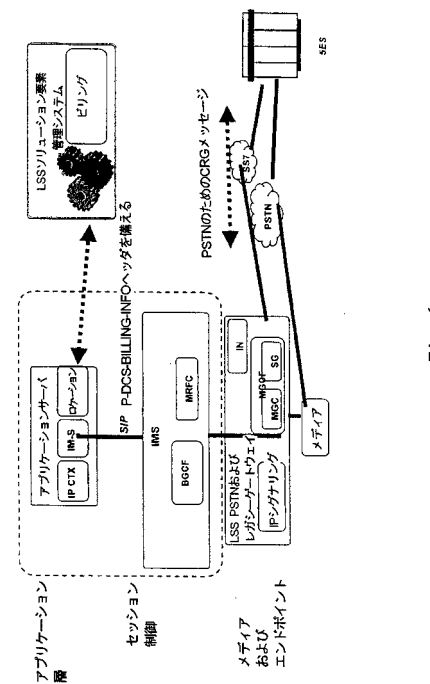 アプリケーション
層
セッション
制御
メディア
および
エンドポイント
アプリケーションサーバ
IP CTX
IM-S
ロケーション
SIP P-DCS-BILLING-INFOヘッダを備える
IMS
BGCF
MRFC
LSSソリューション要素
管理システム
ビリング
LSS PSTNおよび
レガシーゲートウェイ
IPシグナリング
IN
MGCF
MGC
SG
メディア
PSTNのためのCRGメッセージ
SS7
PSTN
5ES